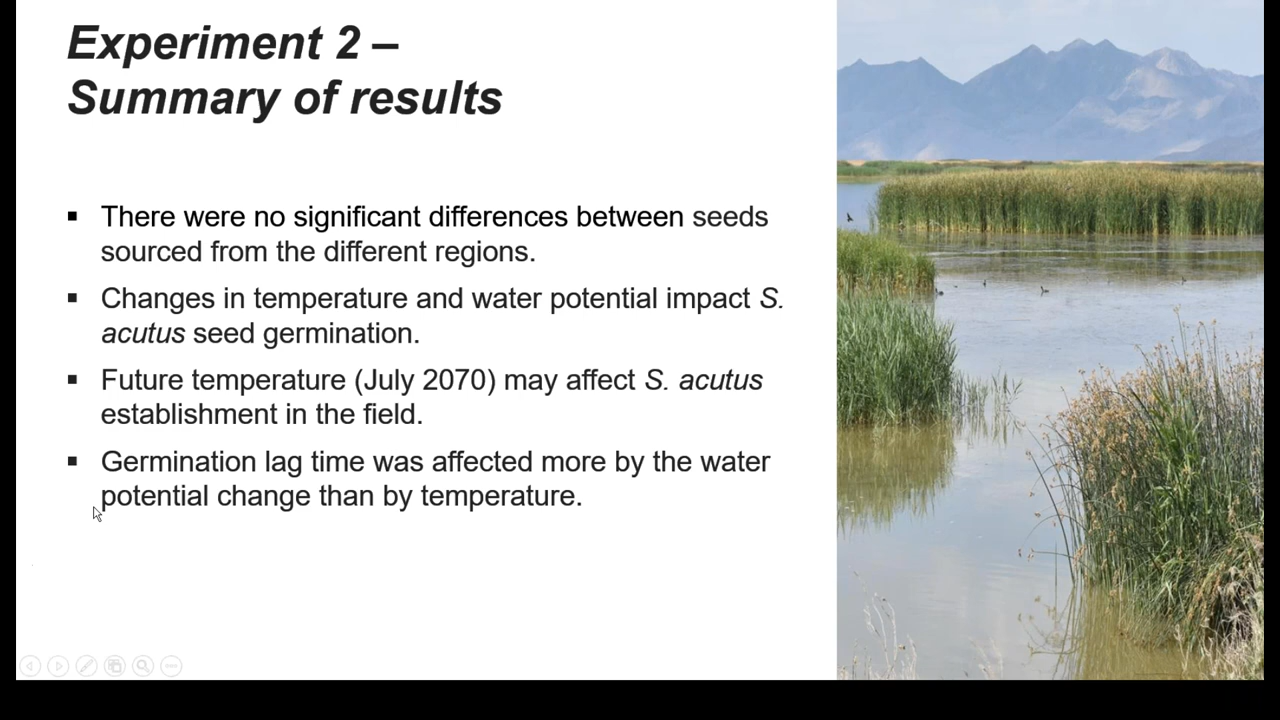 Experiment 2 –
Summary of results
▪ There were no significant differences between seeds
sourced from the different regions.
▪ Changes in temperature and water potential impact S.
acutus seed germination.
▪ Future temperature (July 2070) may affect S. acutus
establishment in the field.
▪ Germination lag time was affected more by the water
potential change than by temperature.